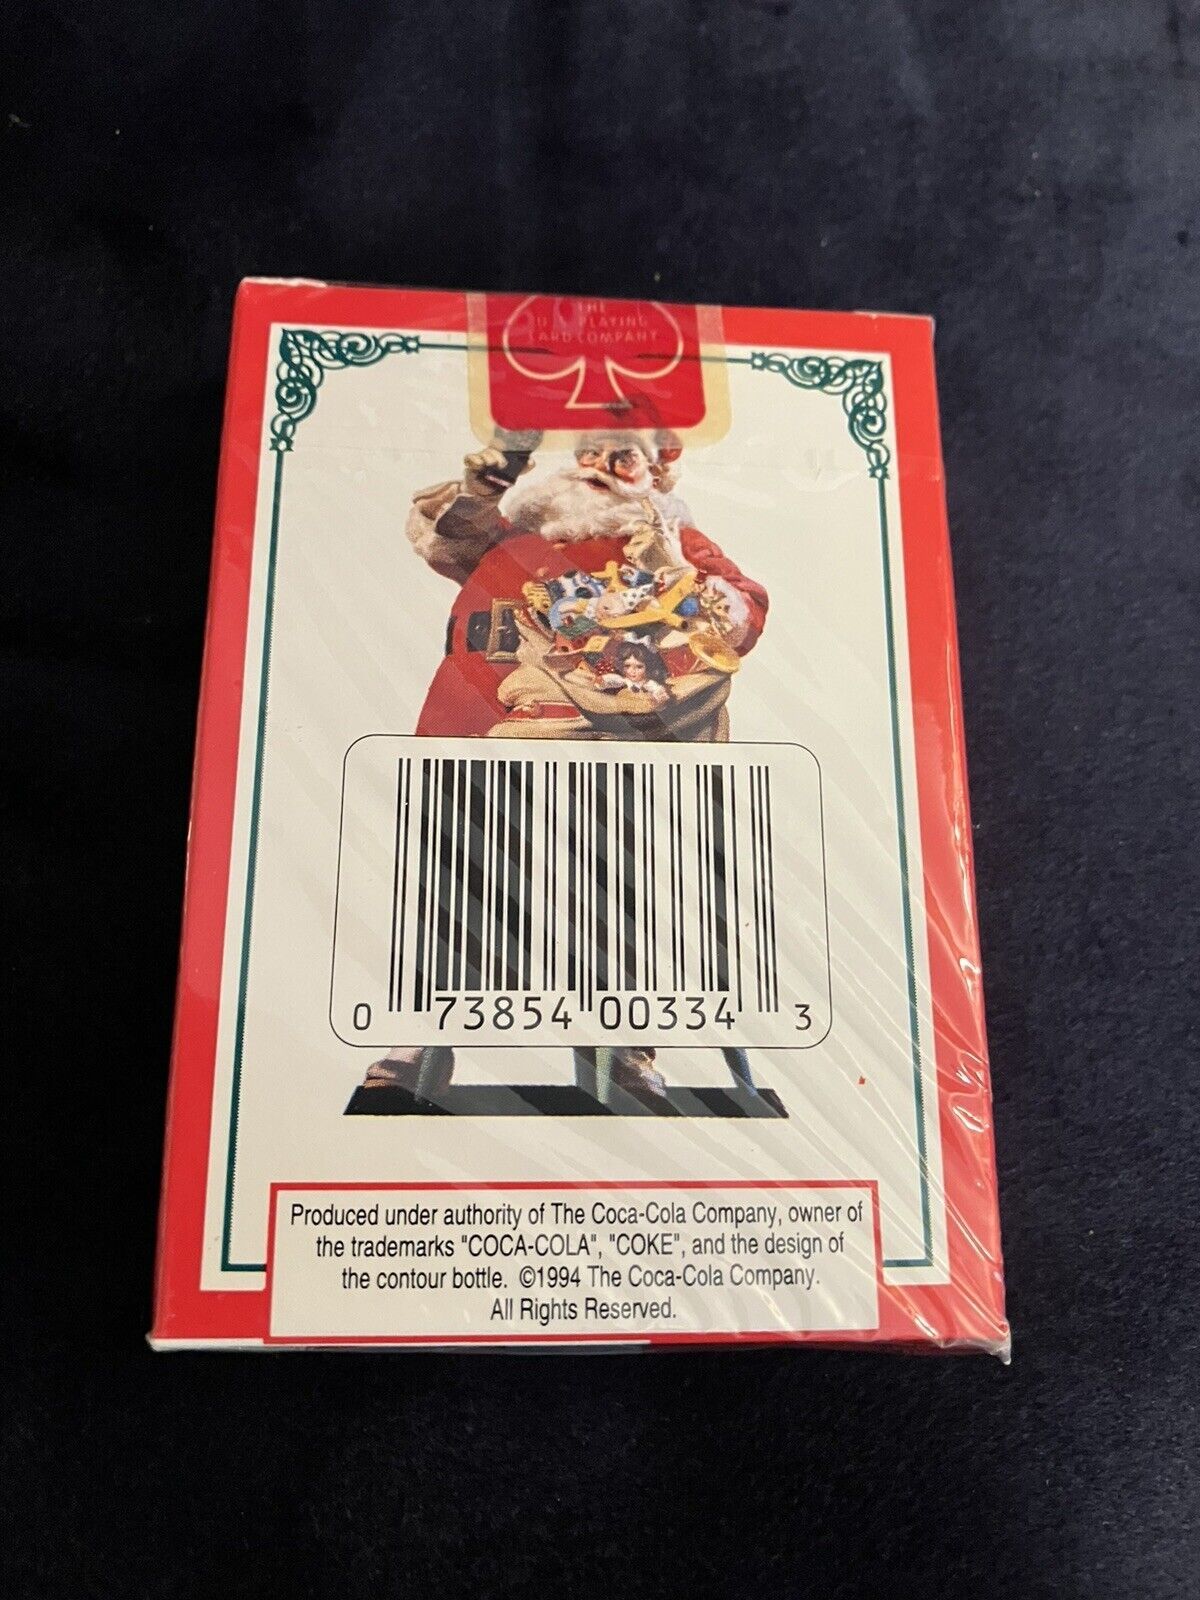 THE
U.S. PLAYING
CARD COMPANY
0 73854 00334 3
Produced under authority of The Coca-Cola Company, owner of
the trademarks "COCA-COLA", "COKE", and the design of
the contour bottle. ©1994 The Coca-Cola Company.
All Rights Reserved.